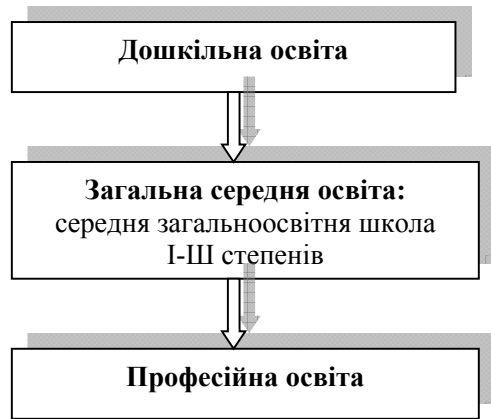 Дошкільна освіта
Загальна середня освіта:
середня загальноосвітня школа
І-Ш степенів
Професійна освіта